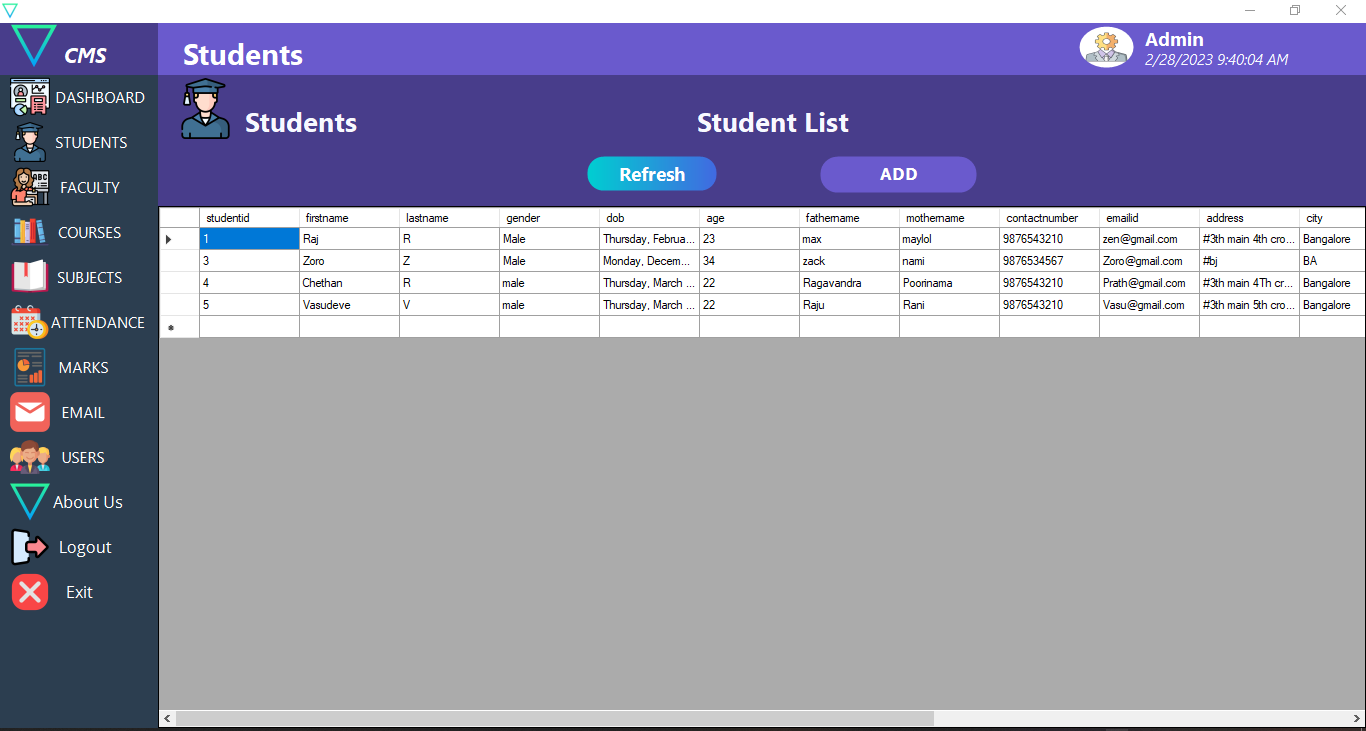 CMS
Students
Admin
2/28/2023 9:40:04 AM
DASHBOARD
STUDENTS
FACULTY
COURSES
SUBJECTS
ATTENDANCE
MARKS
EMAIL
USERS
About Us
Logout
Exit
Students
Student List
Refresh
ADD
studentid firstname lastname gender dob age fathername mothername contactnumber emailid address city
1 Raj R Male Thursday, Februa... 23 max maylol 9876543210 zen@gmail.com #3th main 4th cro... Bangalore
3 Zoro Z Male Monday, Decem... 34 zack nami 9876534567 Zoro@gmail.com #bj BA
4 Chethan R male Thursday, March ... 22 Ragavandra Poorinama 9876543210 Prath@gmail.com #3th main 4Th cr... Bangalore
5 Vasudeve V male Thursday, March ... 22 Raju Rani 9876543210 Vasu@gmail.com #3th main 5th cro... Bangalore